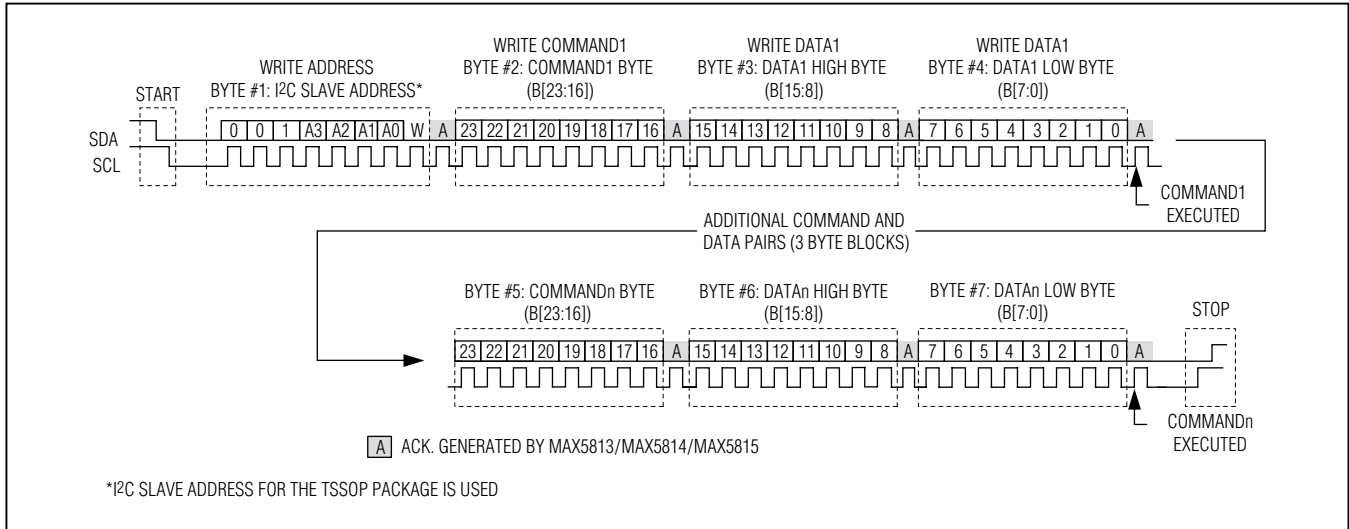 WRITE ADDRESS
BYTE #1: I2C SLAVE ADDRESS*
WRITE COMMAND1
BYTE #2: COMMAND1 BYTE
(B[23:16])
WRITE DATA1
BYTE #3: DATA1 HIGH BYTE
(B[15:8])
WRITE DATA1
BYTE #4: DATA1 LOW BYTE
(B[7:0])
START
SDA
0 0 1 A3 A2 A1 A0 W A 23 22 21 20 19 18 17 16 A 15 14 13 12 11 10 9 8 A 7 6 5 4 3 2 1 0 A
SCL
COMMAND1
EXECUTED
ADDITIONAL COMMAND AND
DATA PAIRS (3 BYTE BLOCKS)
BYTE #5: COMMANDn BYTE
(B[23:16])
BYTE #6: DATAn HIGH BYTE
(B[15:8])
BYTE #7: DATAn LOW BYTE
(B[7:0])
STOP
23 22 21 20 19 18 17 16 A 15 14 13 12 11 10 9 8 A 7 6 5 4 3 2 1 0 A
COMMANDn
EXECUTED
A ACK. GENERATED BY MAX5813/MAX5814/MAX5815
*I2C SLAVE ADDRESS FOR THE TSSOP PACKAGE IS USED